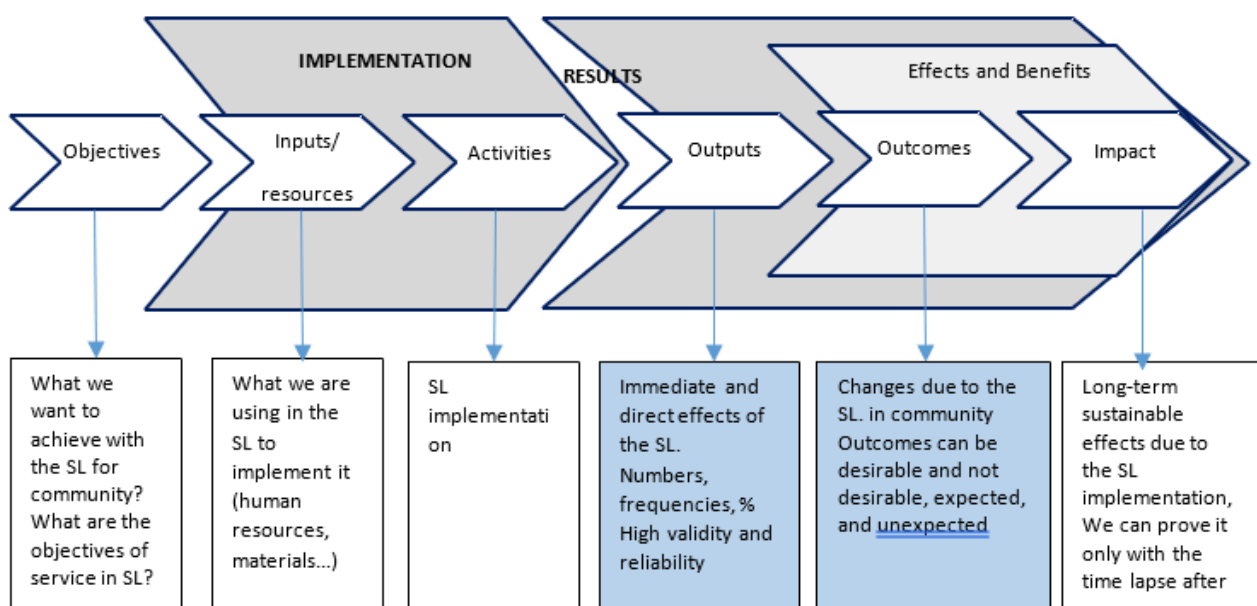 IMPLEMENTATION
RESULTS
Effects and Benefits
Objectives
Inputs/
resources
Activities
Outputs
Outcomes
Impact
What we
want to
achieve with
the SL for
community?
What are the
objectives of
service in SL?
What we are
using in the
SL to
implement it
(human
resources,
materials...)
SL
implementati
on
Immediate and
direct effects of
the SL.
Numbers,
frequencies, %
High validity and
reliability
Changes due to the
SL. in community
Outcomes can be
desirable and not
desirable, expected,
and unexpected
Long-term
sustainable
effects due to
the SL
implementation,
We can prove it
only with the
time lapse after